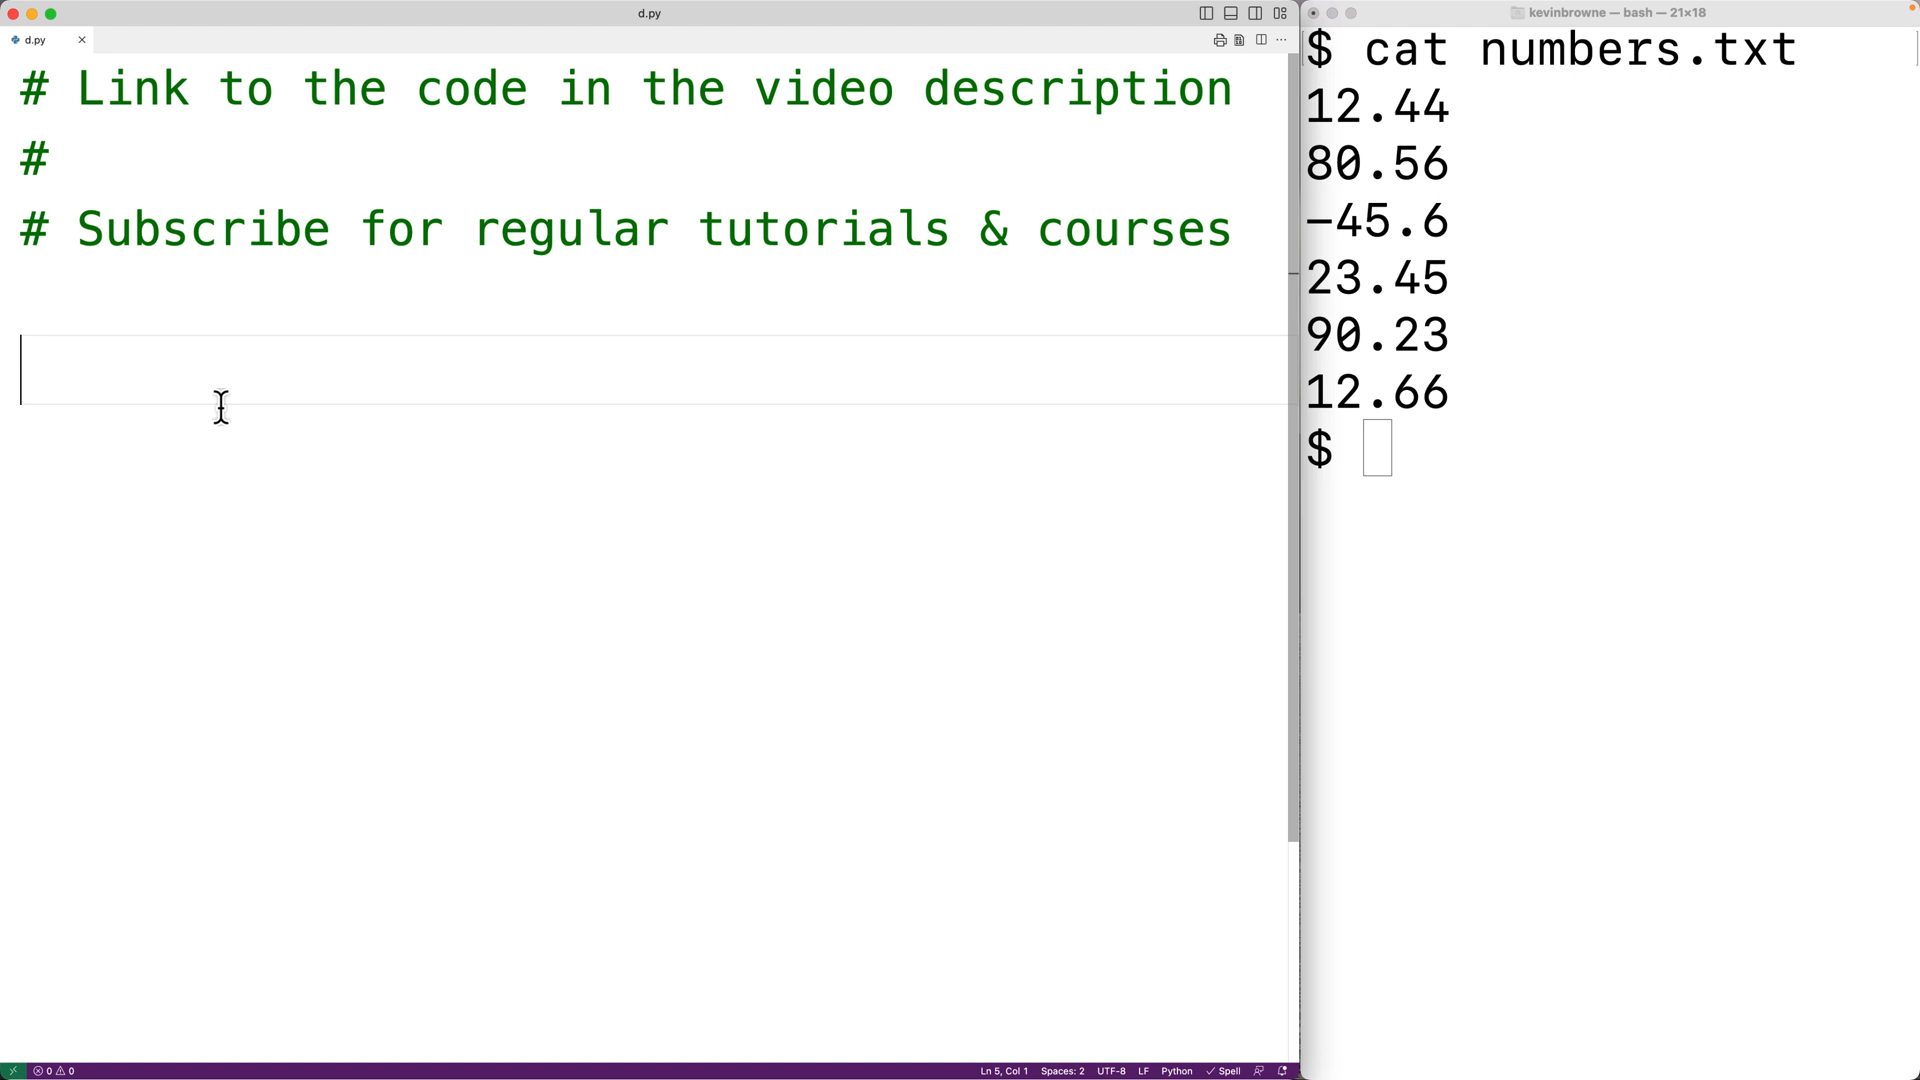 d.py
d.py
# Link to the code in the video description
#
# Subscribe for regular tutorials & courses
0 0
Ln 5, Col 1 Spaces: 2 UTF-8 LF Python Spell
kevinbrowne — bash — 21×18
$ cat numbers.txt
12.44
80.56
-45.6
23.45
90.23
12.66
$